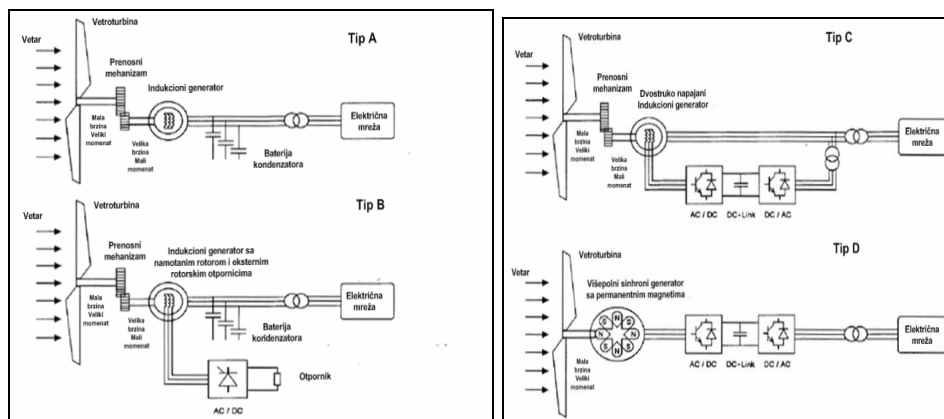 Vetroturbina
Tip A
Vetar
Prenosni
mehanizam
Indukcioni generator
Mala
brzina
Veliki
momenat
Velika
brzina
Mali
momenat
Baterija
kondenzatora
Električna
mreža
Tip B
Vetar
Vetroturbina
Prenosni
mehanizam
Indukcioni generator sa
namotanim rotorom i eksternim
rotorskim otpornicima
Mala
brzina
Veliki
momenat
Velika
brzina
Mali
momenat
Baterija
kondenzatora
Električna
mreža
Otpornik
AC / DC
Vetroturbina
Tip C
Vetar
Prenosni
mehanizam
Dvostruko napajani
Indukcioni generator
Mala
brzina
Veliki
momenat
Velika
brzina
Mali
momenat
Električna
mreža
AC / DC
DC-Link
DC / AC
Tip D
Vetroturbina
Vetar
Višepolni sinhroni generator
sa permanentnim magnetima
S N S N S N S N
Mala
brzina
Veliki
momenat
Električna
mreža
AC / DC
DC-Link
DC / AC